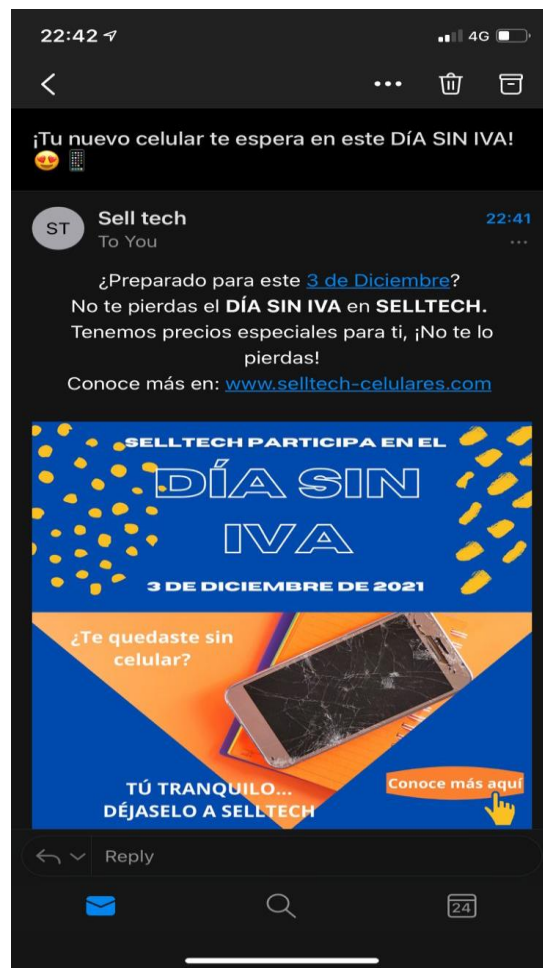 22:42
4G
¡Tu nuevo celular te espera en este DíA SIN IVA!
😍 📱
ST
Sell tech
22:41
To You
¿Preparado para este 3 de Diciembre?
No te pierdas el DÍA SIN IVA en SELLTECH.
Tenemos precios especiales para ti, ¡No te lo
pierdas!
Conoce más en: www.selltech-celulares.com
SELLTECH PARTICIPA EN EL
DÍA SIN
IVA
3 DE DICIEMBRE DE 2021
¿Te quedaste sin
celular?
TÚ TRANQUILO...
DÉJASELO A SELLTECH
Conoce más aquí
Reply
24